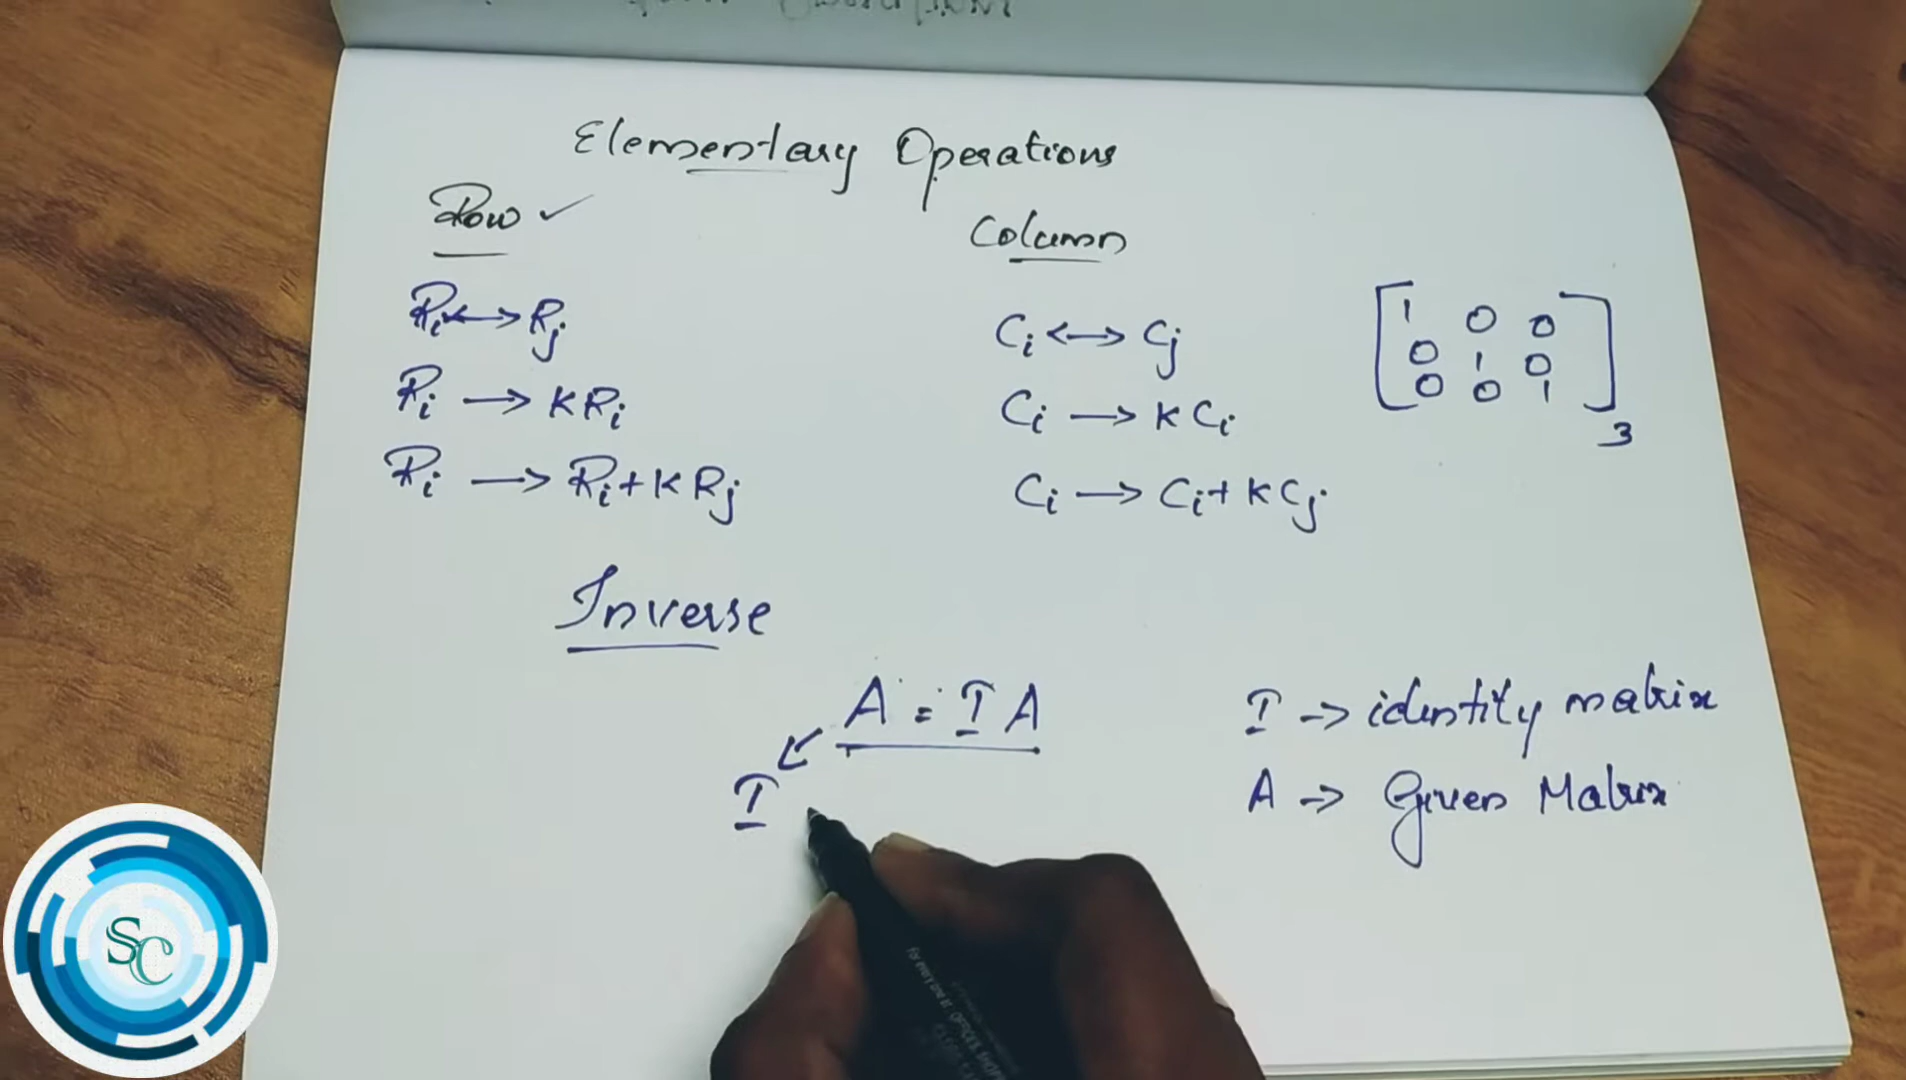 Elementary Operations
Row ✓
Column
Ri <-> Rj
Ci <-> Cj
Ri -> KRi
Ci -> KCi
Ri -> Ri + KRj
Ci -> Ci + KCj
1 0 0
0 1 0
0 0 1
3
Inverse
A = I A
I
I -> identity matrix
A -> Given Matrix
SC